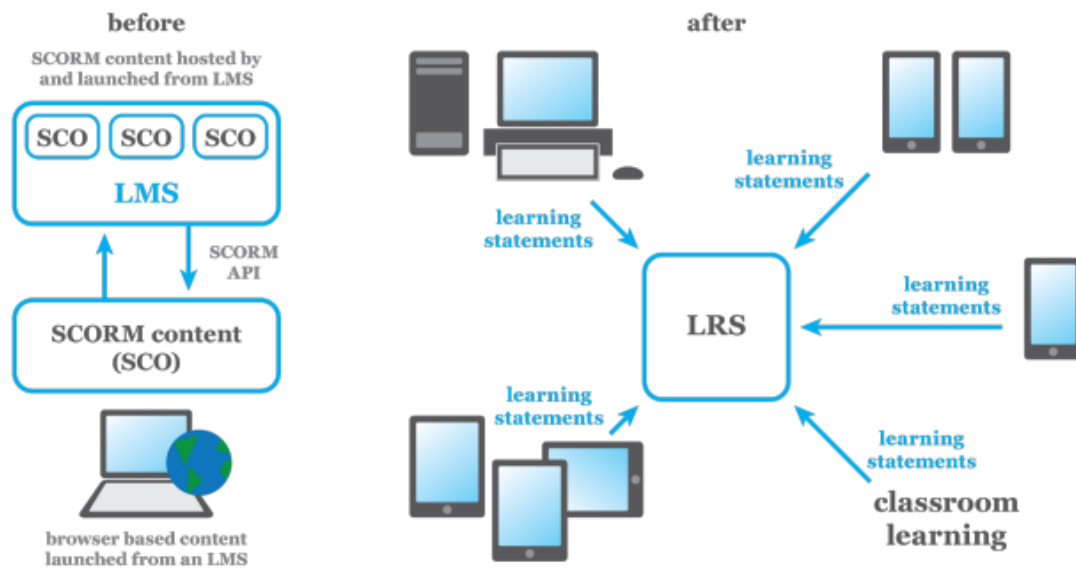 before
SCORM content hosted by
and launched from LMS
SCO SCO SCO
LMS
SCORM
API
SCORM content
(SCO)
browser based content
launched from an LMS
after
learning
statements
learning
statements
learning
statements
LRS
learning
statements
learning
statements
classroom
learning